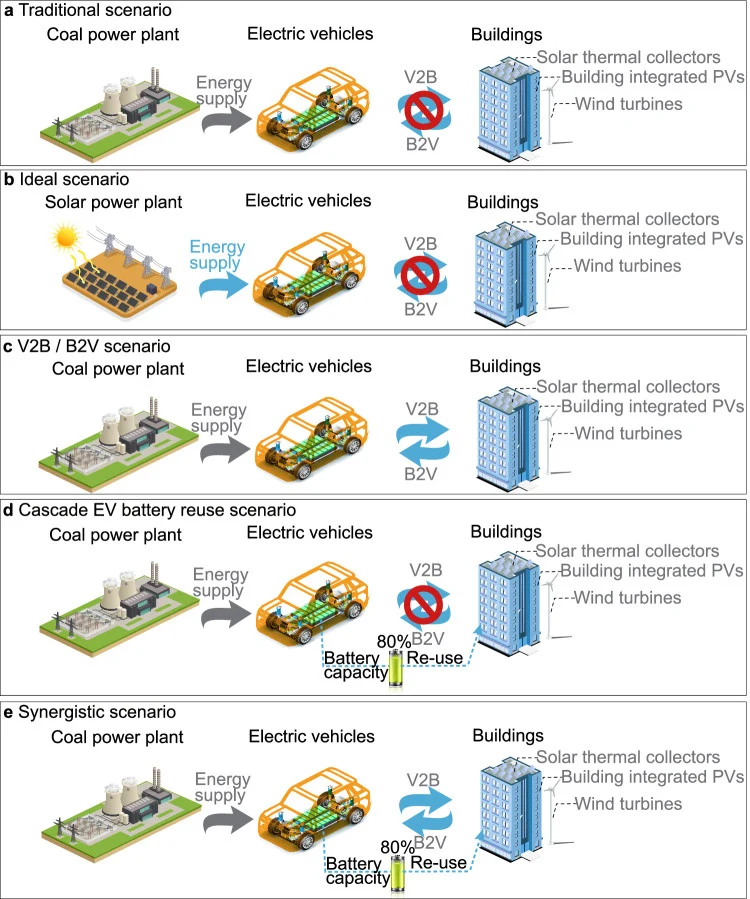 a Traditional scenario
Coal power plant
Electric vehicles
Buildings
Energy
supply
V2B
B2V
Solar thermal collectors
Building integrated PVs
Wind turbines
b Ideal scenario
Solar power plant
Electric vehicles
Buildings
Energy
supply
V2B
B2V
Solar thermal collectors
Building integrated PVs
Wind turbines
c V2B / B2V scenario
Coal power plant
Electric vehicles
Buildings
Energy
supply
V2B
B2V
Solar thermal collectors
Building integrated PVs
Wind turbines
d Cascade EV battery reuse scenario
Coal power plant
Electric vehicles
Buildings
Energy
supply
V2B
B2V
Solar thermal collectors
Building integrated PVs
Wind turbines
80%
Battery
capacity
Re-use
e Synergistic scenario
Coal power plant
Electric vehicles
Buildings
Energy
supply
V2B
B2V
Solar thermal collectors
Building integrated PVs
Wind turbines
80%
Battery
capacity
Re-use